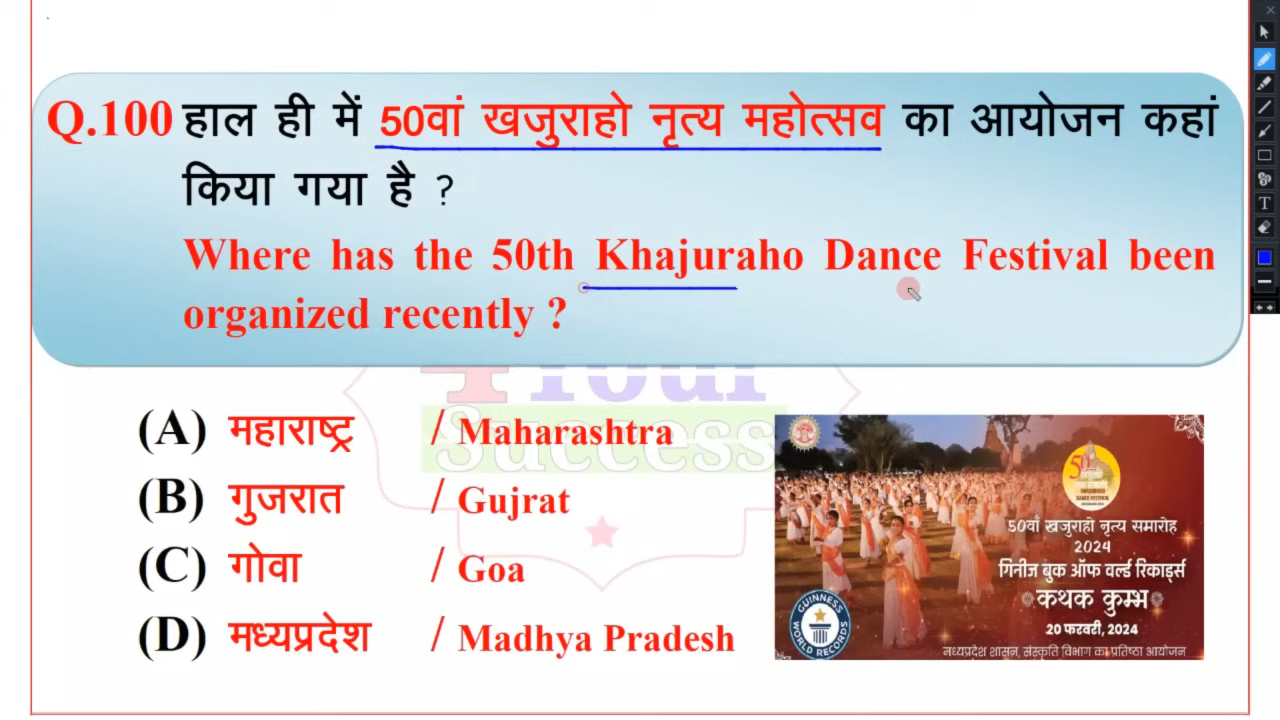 Q.100 हाल ही में 50वां खजुराहो नृत्य महोत्सव का आयोजन कहां
किया गया है ?
Where has the 50th Khajuraho Dance Festival been
organized recently ?
4Your
Success
(A) महाराष्ट्र / Maharashtra
(B) गुजरात / Gujrat
(C) गोवा / Goa
(D) मध्यप्रदेश / Madhya Pradesh
50वाँ खजुराहो नृत्य समारोह
2024
गिनीज बुक ऑफ वर्ल्ड रिकार्ड्स
कथक कुम्भ
20 फरवरी, 2024
मध्यप्रदेश शासन, संस्कृति विभाग का प्रतिष्ठा आयोजन
GUINNESS
WORLD RECORDS